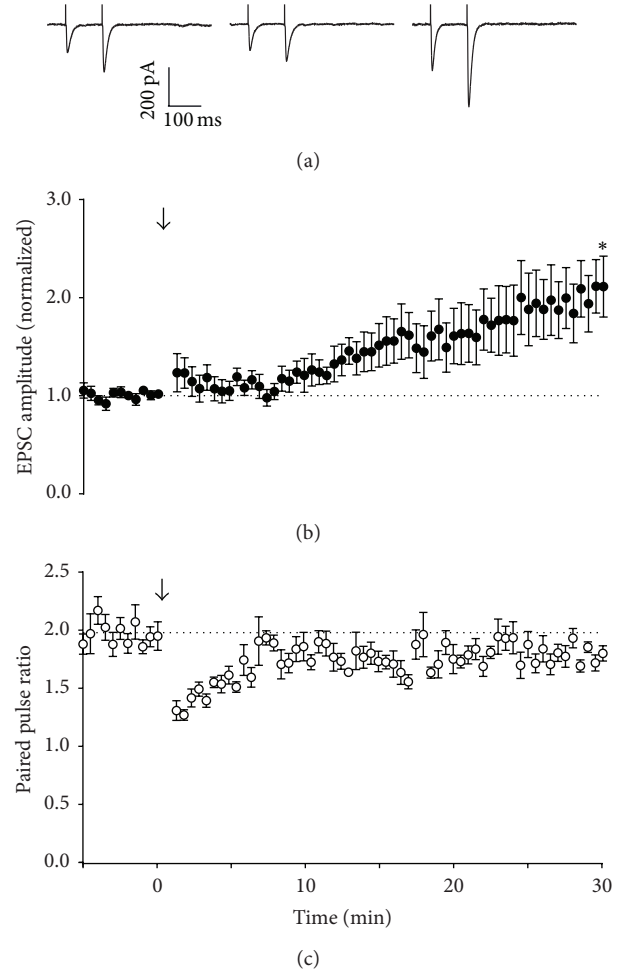 200 pA
100 ms
(a)
3.0
2.0
1.0
0.0
EPSC amplitude (normalized)
*
(b)
2.5
2.0
1.5
1.0
0.5
0.0
Paired pulse ratio
0
10
20
30
Time (min)
(c)